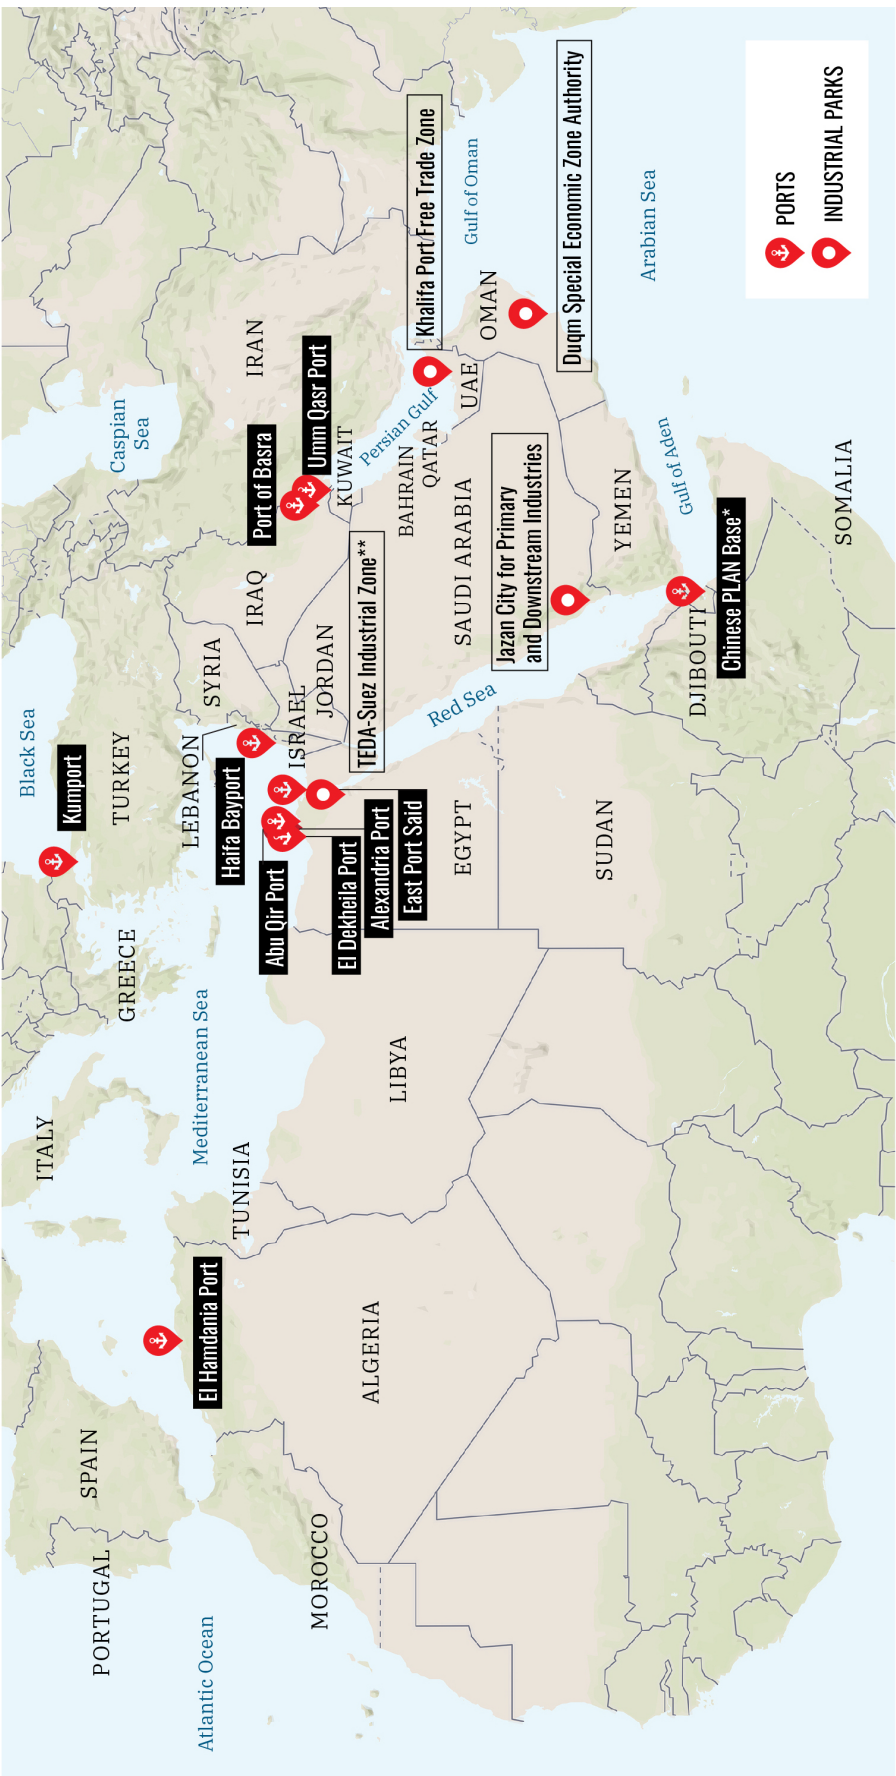 Black Sea
Caspian
Sea
Kumport
ITALY
SPAIN
PORTUGAL
GREECE
TURKEY
Mediterranean Sea
LEBANON
SYRIA
IRAQ
IRAN
Port of Basra
Umm Qasr Port
Atlantic Ocean
El Hamdania Port
TUNISIA
Haifa Bayport
ISRAEL
JORDAN
KUWAIT
Persian Gulf
Abu Qir Port
El Dekheila Port
Alexandria Port
East Port Said
TEDA-Suez Industrial Zone**
BAHRAIN
QATAR
Khalifa Port Free Trade Zone
MOROCCO
ALGERIA
LIBYA
EGYPT
Red Sea
SAUDI ARABIA
UAE
OMAN
Gulf of Oman
Jazan City for Primary
and Downstream Industries
Duqm Special Economic Zone Authority
SUDAN
YEMEN
Gulf of Aden
Arabian Sea
DJIBOUTI
Chinese PLAN Base*
SOMALIA
PORTS
INDUSTRIAL PARKS